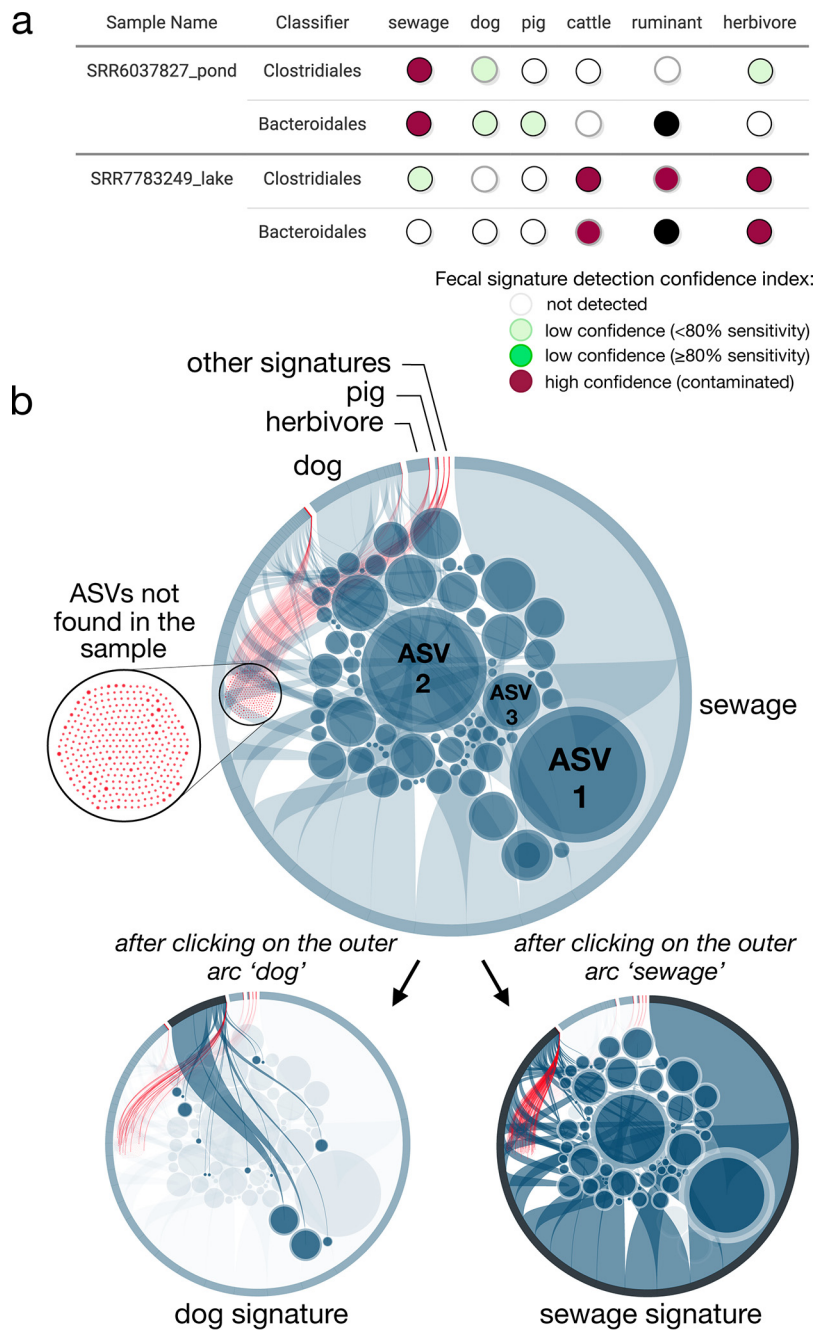 a
Sample Name Classifier sewage dog pig cattle ruminant herbivore
SRR6037827_pond Clostridiales
Bacteroidales
SRR7783249_lake Clostridiales
Bacteroidales
Fecal signature detection confidence index:
not detected
low confidence (<80% sensitivity)
low confidence (≥80% sensitivity)
high confidence (contaminated)
b
other signatures
pig
herbivore
dog
ASVs not
found in the
sample
ASV
2
ASV
3
ASV
1
sewage
after clicking on the outer
arc ‘dog’
after clicking on the outer
arc ‘sewage’
dog signature
sewage signature